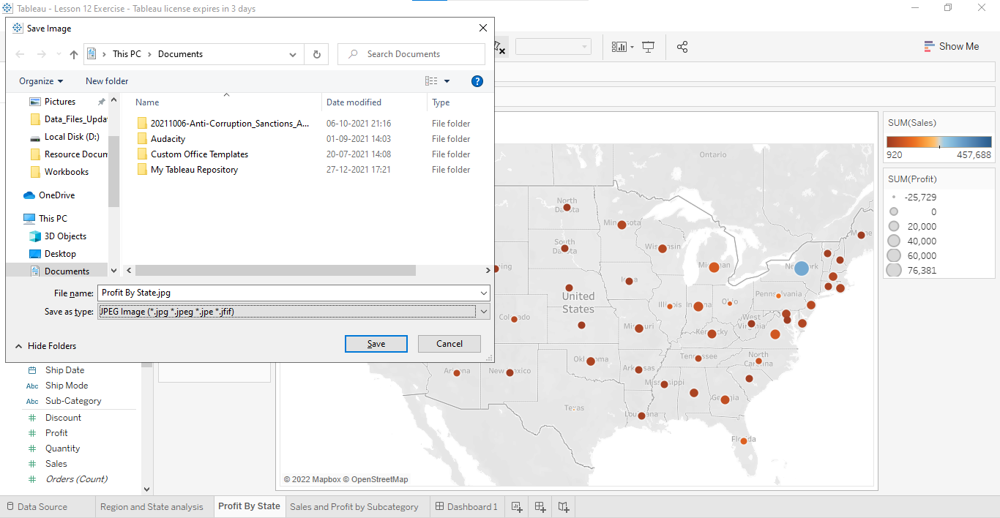 Tableau - Lesson 12 Exercise - Tableau license expires in 3 days
Save Image
This PC > Documents
Search Documents
Organize
New folder
Pictures
Data_Files_Upda
Local Disk (D:)
Resource Docum
Workbooks
OneDrive
This PC
3D Objects
Desktop
Documents
Name Date modified Type
20211006-Anti-Corruption_Sanctions_A... 06-10-2021 21:16 File folder
Audacity 01-09-2021 14:03 File folder
Custom Office Templates 20-07-2021 14:08 File folder
My Tableau Repository 27-12-2021 17:21 File folder
File name: Profit By State.jpg
Save as type: JPEG Image (*.jpg *.jpeg *.jpe *.jfif)
Hide Folders
Save
Cancel
Show Me
SUM(Sales)
920 457,688
SUM(Profit)
-25,729
0
20,000
40,000
60,000
76,381
Ontario
North
Dakota
Minnesota
South
Dakota
Wisconsin
Michigan
Maine
New York
Iowa
Pennsylvania
United
States
Illinois
Indiana
Ohio
Colorado
Missouri
West
Virginia
Virginia
Kentucky
Tennessee
North
Carolina
Oklahoma
Arkansas
Arizona
New Mexico
Mississippi
Georgia
Texas
Louisiana
Florida
© 2022 Mapbox © OpenStreetMap
Ship Date
Abc Ship Mode
Abc Sub-Category
# Discount
# Profit
# Quantity
# Sales
# Orders (Count)
Data Source
Region and State analysis
Profit By State
Sales and Profit by Subcategory
Dashboard 1